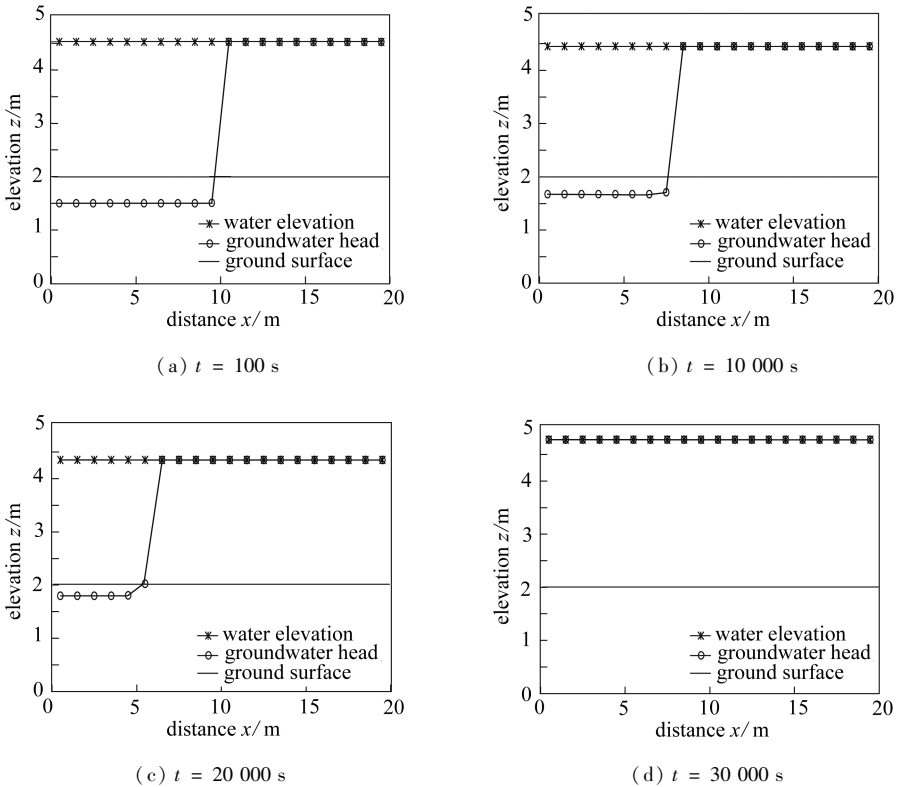 5
4
3
2
1
0
elevation z/m
water elevation
groundwater head
ground surface
0 5 10 15 20
distance x/ m
(a) t = 100 s
5
4
3
2
1
0
elevation z/m
water elevation
groundwater head
ground surface
0 5 10 15 20
distance x/ m
(b) t = 10 000 s
5
4
3
2
1
0
elevation z/m
water elevation
groundwater head
ground surface
0 5 10 15 20
distance x/ m
(c) t = 20 000 s
5
4
3
2
1
0
elevation z/m
water elevation
groundwater head
ground surface
0 5 10 15 20
distance x/ m
(d) t = 30 000 s